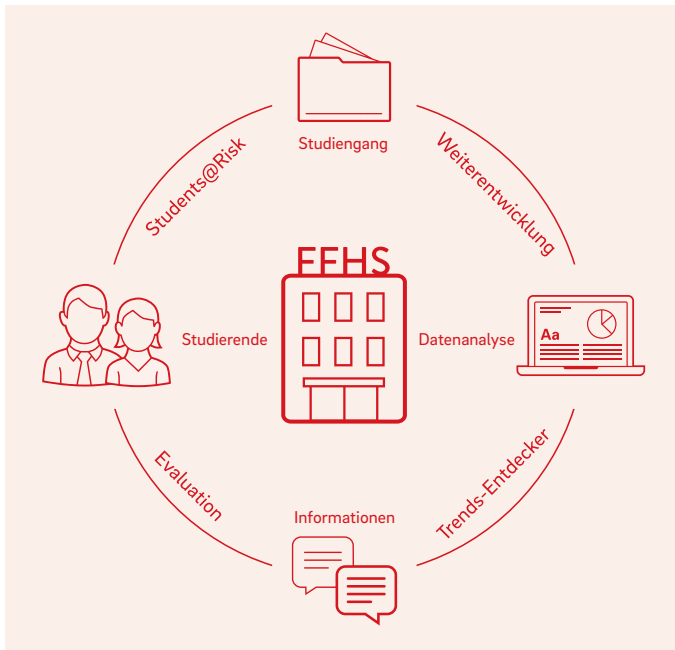 Studiengang
Students@Risk
Weiterentwicklung
FFHS
Studierende
Datenanalyse
Aa
Evaluation
Trends-Entdecker
Informationen